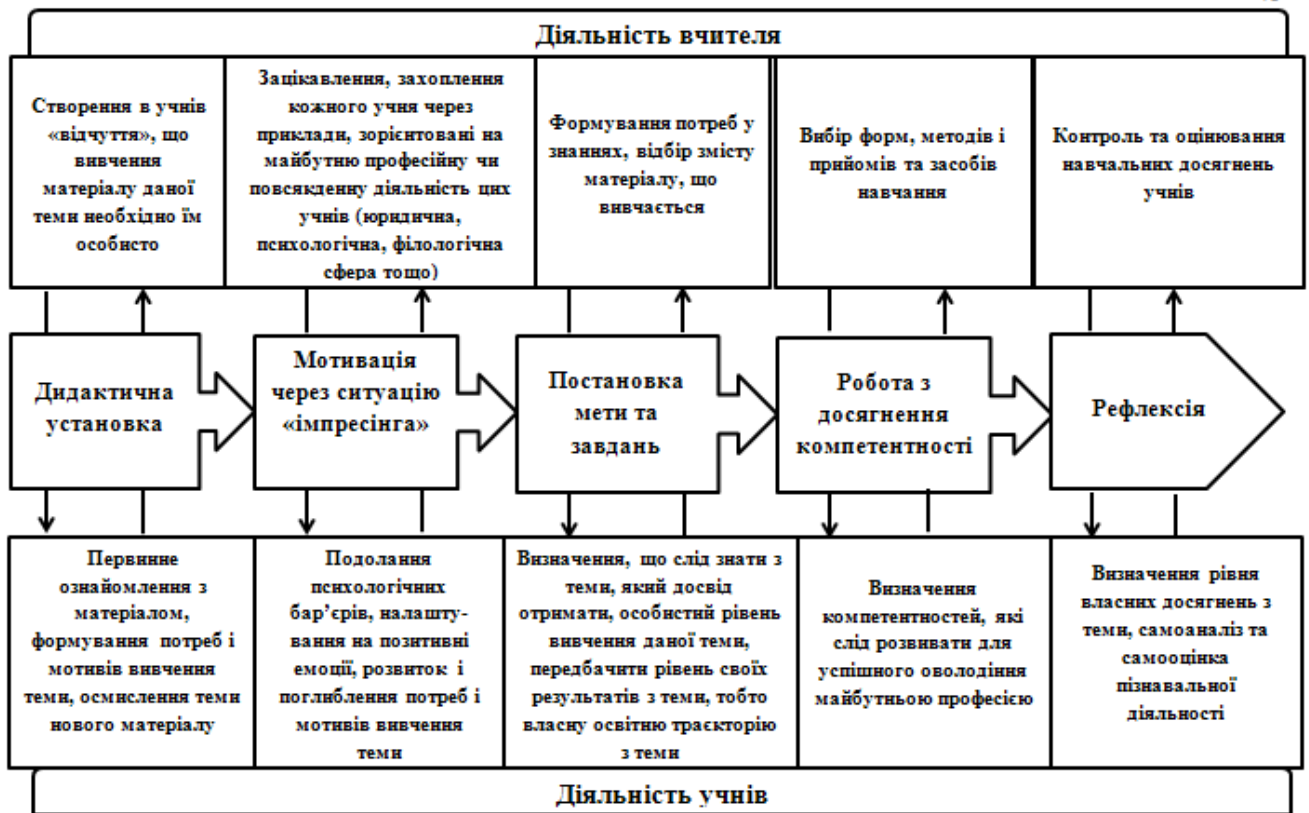 Діяльність вчителя
Створення в учнів
«відчуття», що
вивчення
матеріалу даної
теми необхідно їм
особисто
Зацікавлення, захоплення
кожного учня через
приклади, зорієнтовані на
майбутню професійну чи
повсякденну діяльність цих
учнів (юридична,
психологічна, філологічна
сфера тощо)
Формування потреб у
знаннях, відбір змісту
матеріалу, що
вивчається
Вибір форм, методів і
прийомів та засобів
навчання
Контроль та оцінювання
навчальних досягнень
учнів
Дидактична
установка
Мотивація
через ситуацію
«імпресінга»
Постановка
мети та
завдань
Робота з
досягнення
компетентності
Рефлексія
Первинне
ознайомлення з
матеріалом,
формування потреб і
мотивів вивчення
теми, осмислення теми
нового матеріалу
Подолання
психологічних
бар’єрів, налашту-
вання на позитивні
емоції, розвиток і
поглиблення потреб і
мотивів вивчення
теми
Визначення, що слід знати з
теми, який досвід
отримати, особистий рівень
вивчення даної теми,
передбачити рівень своїх
результатів з теми, тобто
власну освітню траєкторію
з теми
Визначення
компетентностей, які
слід розвивати для
успішного оволодіння
майбутньою професією
Визначення рівня
власних досягнень з
теми, самоаналіз та
самооцінка
пізнавальної
діяльності
Діяльність учнів